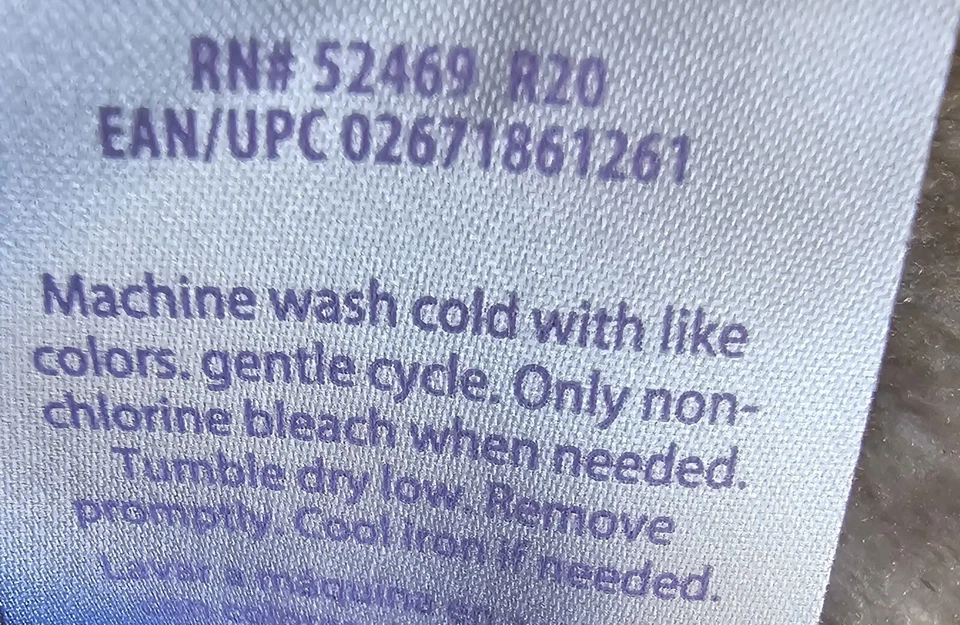 RN# 52469 R20
EAN/UPC 02671861261
Machine wash cold with like
colors. gentle cycle. Only non-
chlorine bleach when needed.
Tumble dry low. Remove
promptly. Cool iron if needed.
Lavar a máquina en